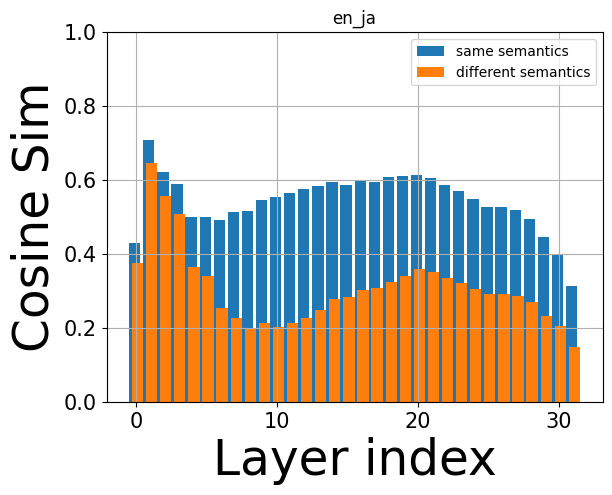 en_ja
same semantics
different semantics
Cosine Sim
1.0
0.8
0.6
0.4
0.2
0.0
0 10 20 30
Layer index